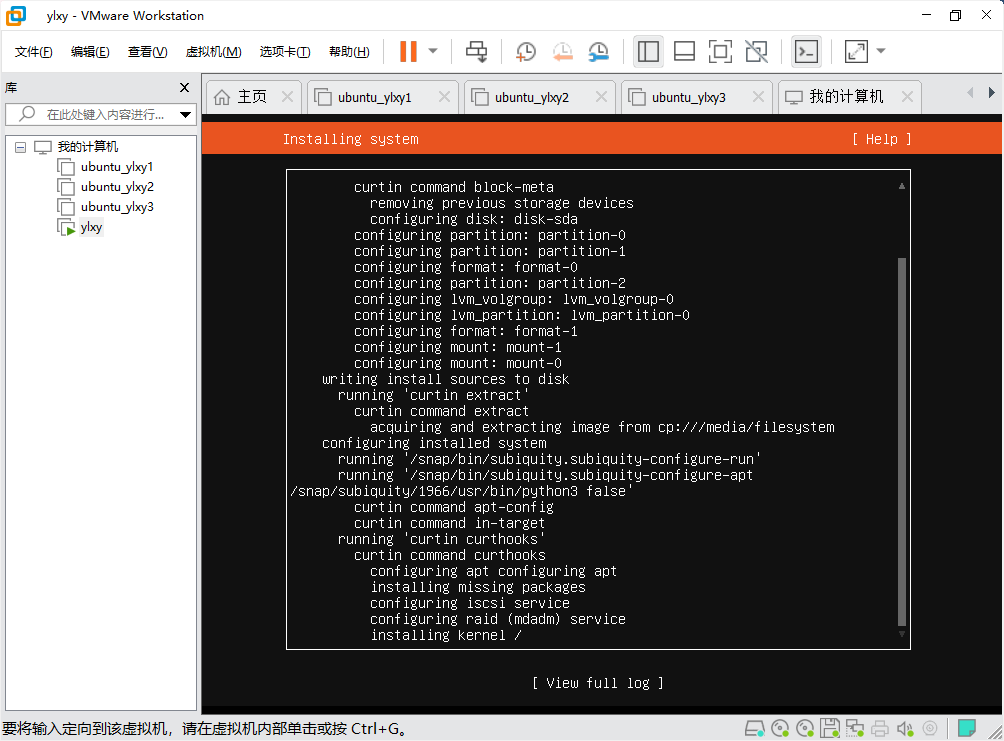 ylxy - VMware Workstation
文件(F) 编辑(E) 查看(V) 虚拟机(M) 选项卡(T) 帮助(H)
库
在此处键入内容进行...
我的计算机
ubuntu_ylxy1
ubuntu_ylxy2
ubuntu_ylxy3
ylxy
主页 ubuntu_ylxy1 ubuntu_ylxy2 ubuntu_ylxy3 我的计算机
Installing system [ Help ]
curtin command block-meta
removing previous storage devices
configuring disk: disk-sda
configuring partition: partition-0
configuring partition: partition-1
configuring format: format-0
configuring partition: partition-2
configuring lvm_volgroup: lvm_volgroup-0
configuring lvm_partition: lvm_partition-0
configuring format: format-1
configuring mount: mount-1
configuring mount: mount-0
writing install sources to disk
running 'curtin extract'
curtin command extract
acquiring and extracting image from cp:///media/filesystem
configuring installed system
running '/snap/bin/subiquity.subiquity-configure-run'
running '/snap/bin/subiquity.subiquity-configure-apt
/snap/subiquity/1966/usr/bin/python3 false'
curtin command apt-config
curtin command in-target
running 'curtin curthooks'
curtin command curthooks
configuring apt configuring apt
installing missing packages
configuring iscsi service
configuring raid (mdadm) service
installing kernel /
[ View full log ]
要将输入定向到该虚拟机，请在虚拟机内部单击或按 Ctrl+G。